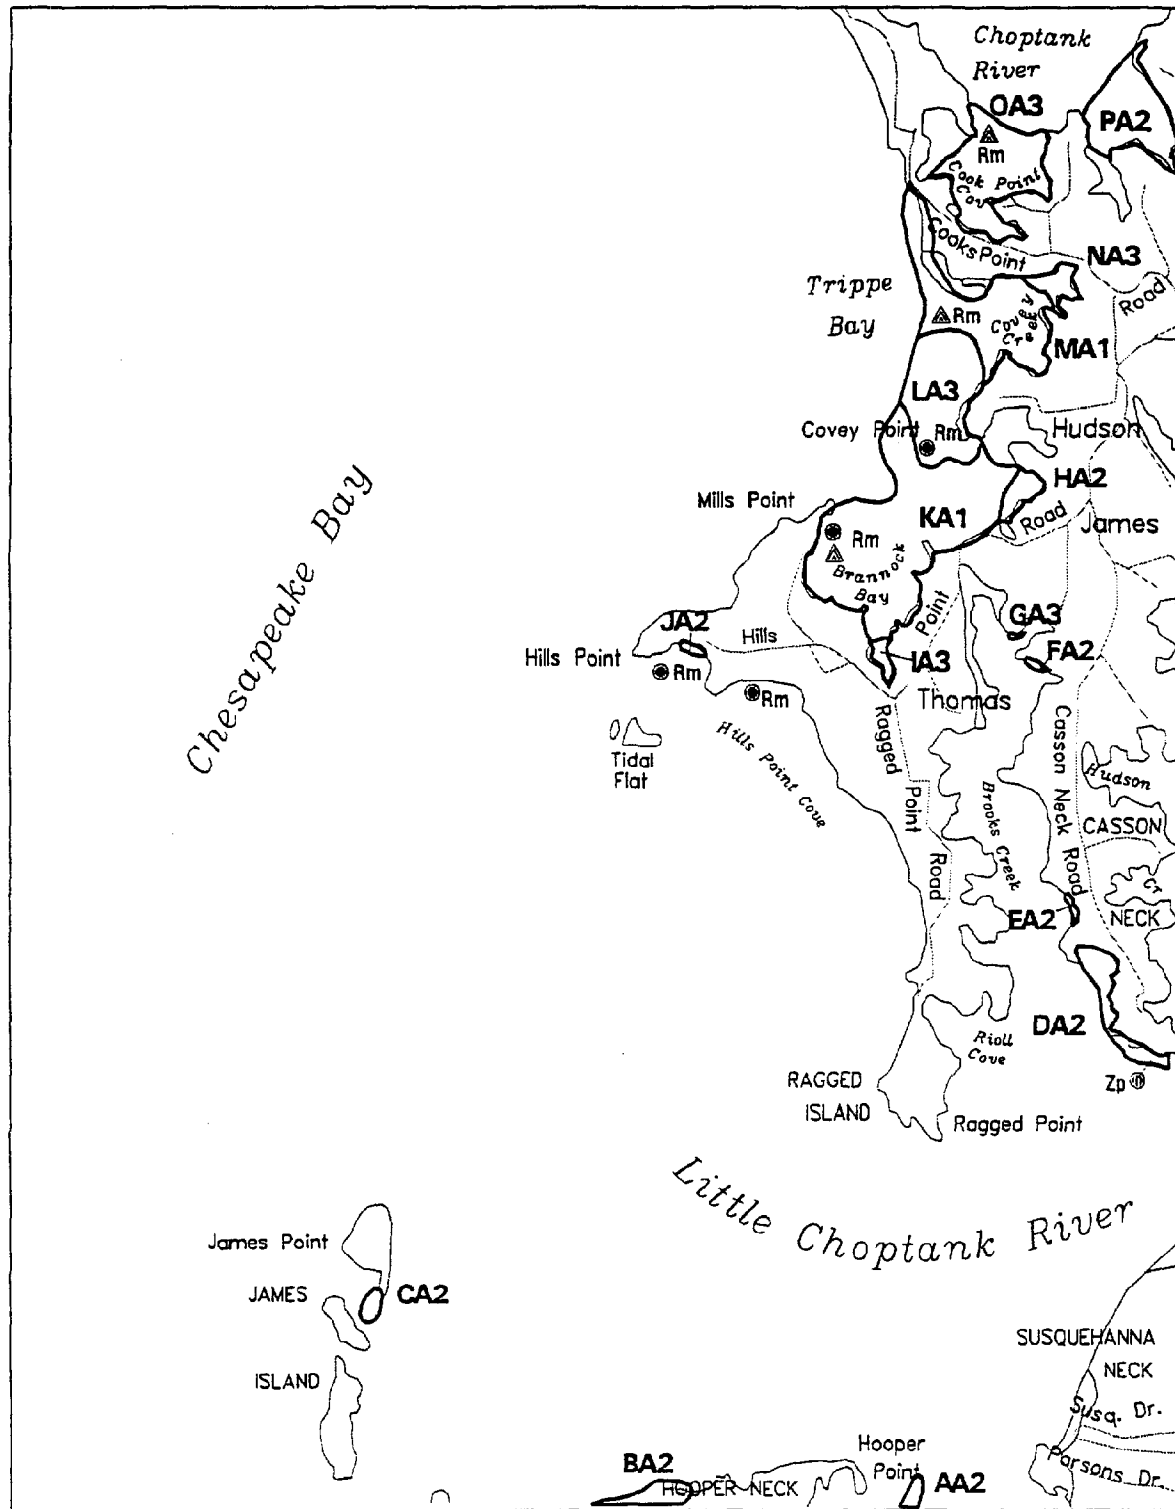 Choptank
River
OA3
PA2
Rm
Cook Point
Cov
Cooks Point
NA3
Road
Trippe
Bay
Rm
Covey
Creek
MA1
LA3
Covey Point
Rm
Hudson
HA2
Mills Point
KA1
Road
James
Rm
Brannock
Bay
Chesapeake Bay
JA2
Hills
Point
GA3
FA2
Hills Point
IA3
Rm
Thomas
Rm
Ragged
Point
Road
Casson Neck Road
Tidal
Flat
Hills Point Cove
Brooks Creek
Hudson
CASSON
Cr
EA2
NECK
DA2
Rioll
Cove
RAGGED
ISLAND
Zp
Ragged Point
Little Choptank River
James Point
JAMES
CA2
ISLAND
SUSQUEHANNA
NECK
Susq. Dr.
Hooper
Point
Parsons Dr.
BA2
HOOPER NECK
AA2